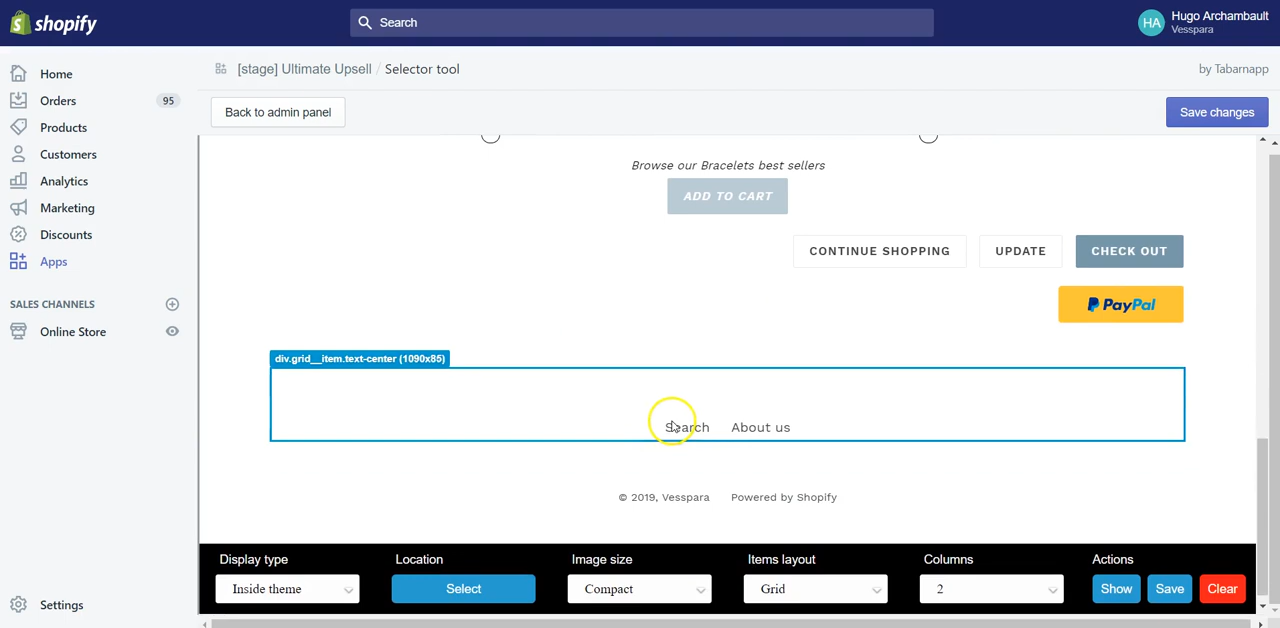 shopify
Search
HA
Hugo Archambault
Vesspara
Home
Orders
95
Products
Customers
Analytics
Marketing
Discounts
Apps
SALES CHANNELS
Online Store
Settings
[stage] Ultimate Upsell / Selector tool
by Tabarnapp
Back to admin panel
Save changes
Browse our Bracelets best sellers
ADD TO CART
CONTINUE SHOPPING
UPDATE
CHECK OUT
PayPal
div.grid__item.text-center (1090x85)
Search
About us
© 2019, Vesspara
Powered by Shopify
Display type
Location
Image size
Items layout
Columns
Actions
Inside theme
Select
Compact
Grid
2
Show
Save
Clear